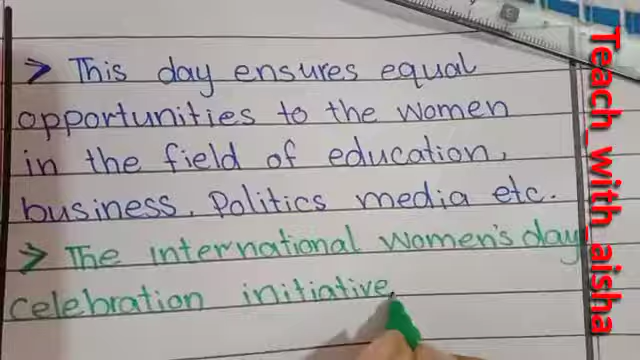 > This day ensures equal
opportunities to the women
in the field of education,
business, Politics media etc.
> The international women's day
celebration initiative
Teach_with_aisha